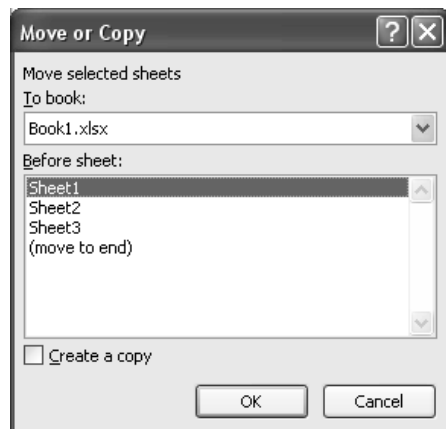 Move or Copy
Move selected sheets
To book:
Book1.xlsx
Before sheet:
Sheet1
Sheet2
Sheet3
(move to end)
Create a copy
OK Cancel